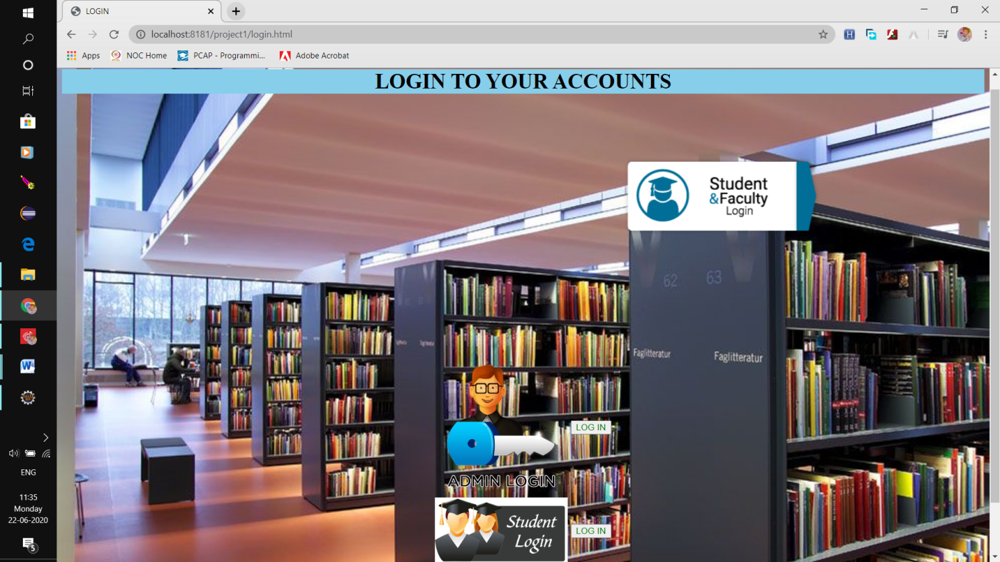 LOGIN
localhost:8181/project1/login.html
Apps
NOC Home
PCAP - Programmi...
Adobe Acrobat
LOGIN TO YOUR ACCOUNTS
Student
&Faculty
Login
62
63
Faglitteratur
Faglitteratur
LOG IN
ADMIN LOGIN
Student
Login
LOG IN
ENG
11:35
Monday
22-06-2020
5